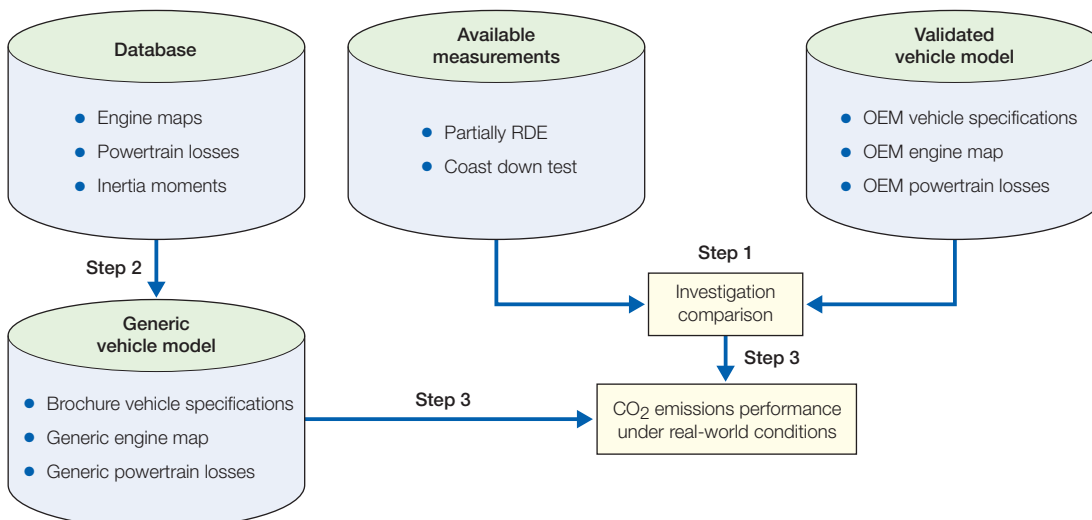 Database
Engine maps
Powertrain losses
Inertia moments
Available
measurements
Partially RDE
Coast down test
Validated
vehicle model
OEM vehicle specifications
OEM engine map
OEM powertrain losses
Step 2
Step 1
Investigation
comparison
Generic
vehicle model
Brochure vehicle specifications
Generic engine map
Generic powertrain losses
Step 3
Step 3
CO2 emissions performance
under real-world conditions